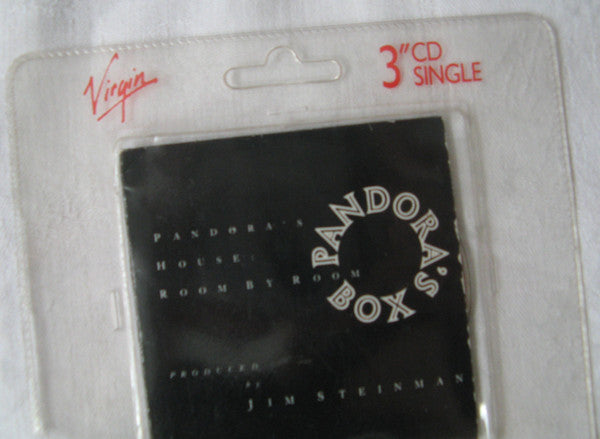 Virgin
3" CD
SINGLE
PANDORA'S
HOUSE:
ROOM BY ROOM
PANDORA'S BOX
PRODUCED
by
JIM STEINMAN